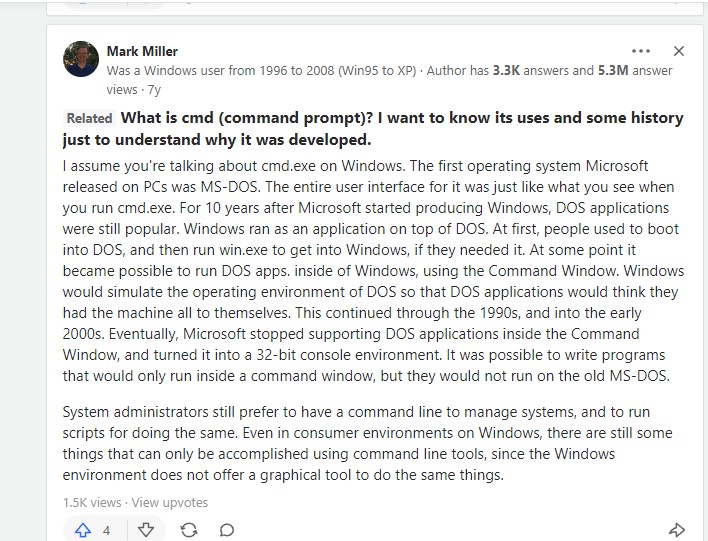 Mark Miller
Was a Windows user from 1996 to 2008 (Win95 to XP) · Author has 3.3K answers and 5.3M answer
views · 7y
Related What is cmd (command prompt)? I want to know its uses and some history
just to understand why it was developed.
I assume you're talking about cmd.exe on Windows. The first operating system Microsoft
released on PCs was MS-DOS. The entire user interface for it was just like what you see when
you run cmd.exe. For 10 years after Microsoft started producing Windows, DOS applications
were still popular. Windows ran as an application on top of DOS. At first, people used to boot
into DOS, and then run win.exe to get into Windows, if they needed it. At some point it
became possible to run DOS apps. inside of Windows, using the Command Window. Windows
would simulate the operating environment of DOS so that DOS applications would think they
had the machine all to themselves. This continued through the 1990s, and into the early
2000s. Eventually, Microsoft stopped supporting DOS applications inside the Command
Window, and turned it into a 32-bit console environment. It was possible to write programs
that would only run inside a command window, but they would not run on the old MS-DOS.
System administrators still prefer to have a command line to manage systems, and to run
scripts for doing the same. Even in consumer environments on Windows, there are still some
things that can only be accomplished using command line tools, since the Windows
environment does not offer a graphical tool to do the same things.
1.5K views · View upvotes
4